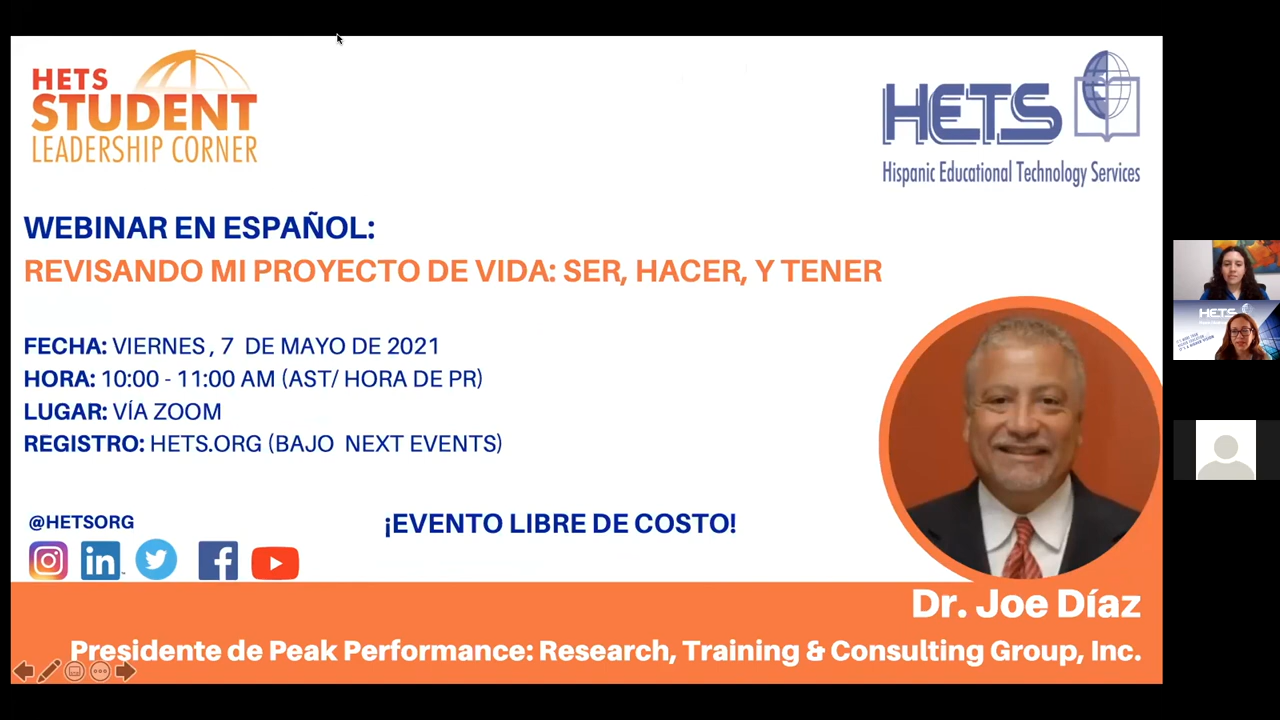 HETS
STUDENT
LEADERSHIP CORNER
HETS
Hispanic Educational Technology Services
WEBINAR EN ESPAÑOL:
REVISANDO MI PROYECTO DE VIDA: SER, HACER, Y TENER
FECHA: VIERNES , 7 DE MAYO DE 2021
HORA: 10:00 - 11:00 AM (AST/ HORA DE PR)
LUGAR: VÍA ZOOM
REGISTRO: HETS.ORG (BAJO NEXT EVENTS)
@HETSORG
¡EVENTO LIBRE DE COSTO!
Dr. Joe Díaz
Presidente de Peak Performance: Research, Training & Consulting Group, Inc.
HETS